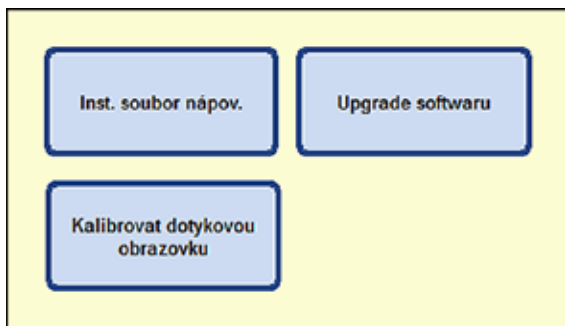 Inst. soubor nápov.
Upgrade softwaru
Kalibrovat dotykovou
obrazovku